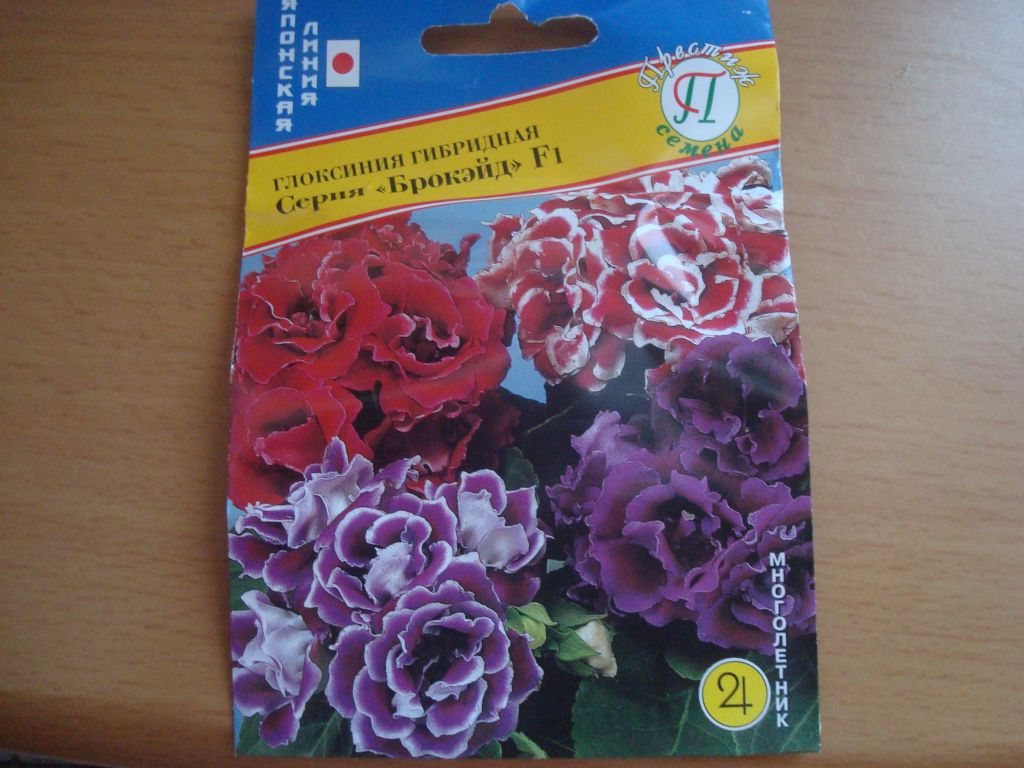 ЯПОНСКАЯ
ЛИНИЯ
Престиж
П
семена
ГЛОКСИНИЯ ГИБРИДНАЯ
Серия «Брокэйд» F1
МНОГОЛЕТНИК